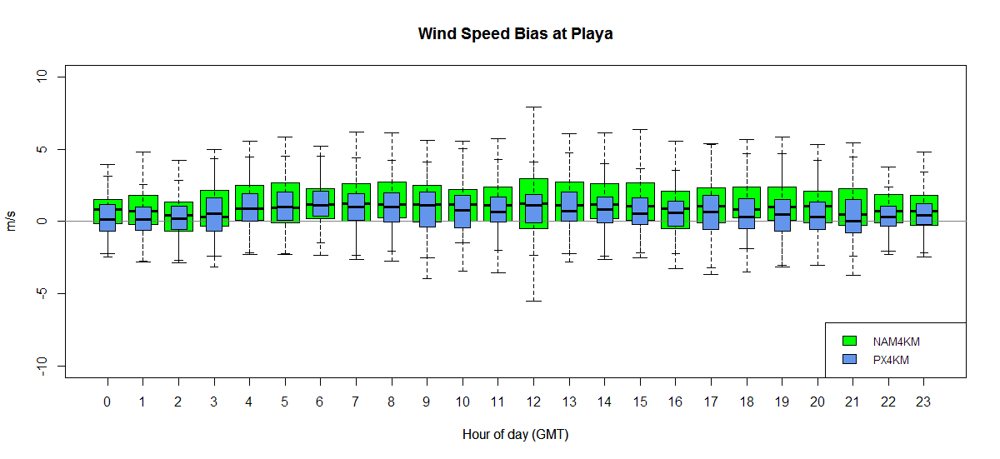 Wind Speed Bias at Playa
10
5
0
-5
-10
m/s
NAM4KM
PX4KM
0 1 2 3 4 5 6 7 8 9 10 11 12 13 14 15 16 17 18 19 20 21 22 23
Hour of day (GMT)